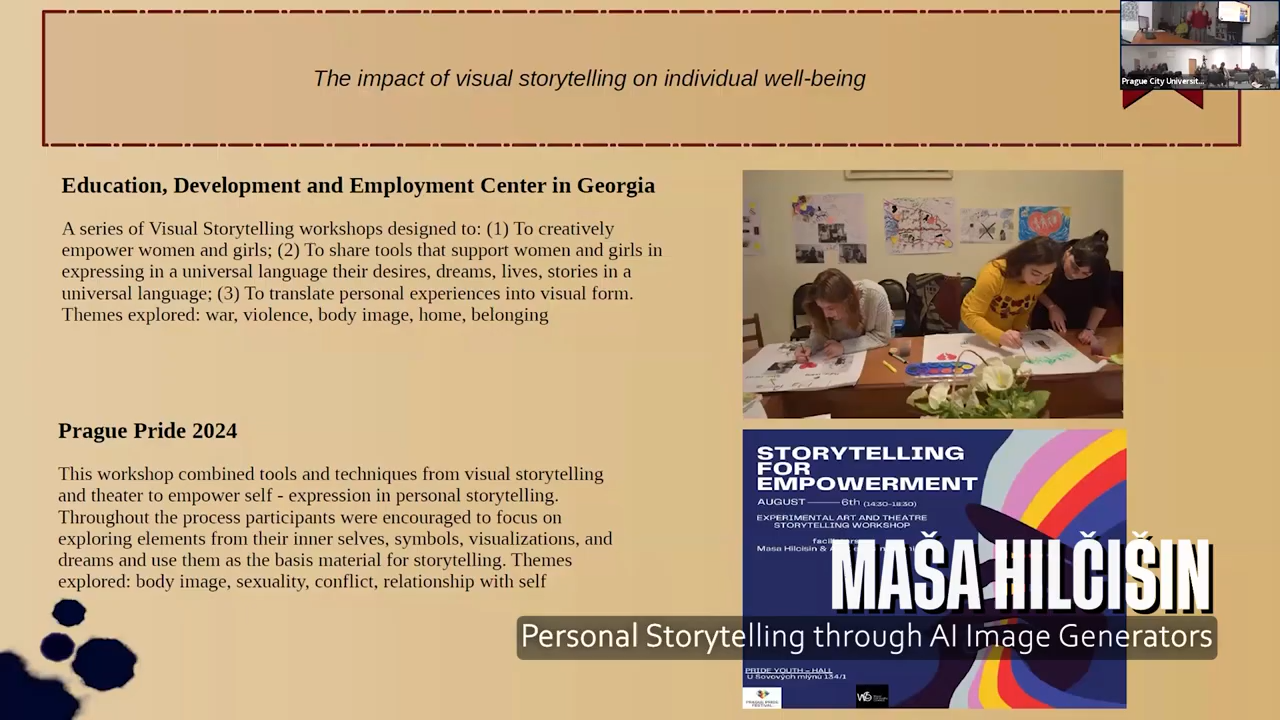 The impact of visual storytelling on individual well-being
Prague City Universit...
Education, Development and Employment Center in Georgia
A series of Visual Storytelling workshops designed to: (1) To creatively
empower women and girls; (2) To share tools that support women and girls in
expressing in a universal language their desires, dreams, lives, stories in a
universal language; (3) To translate personal experiences into visual form.
Themes explored: war, violence, body image, home, belonging
Prague Pride 2024
This workshop combined tools and techniques from visual storytelling
and theater to empower self - expression in personal storytelling.
Throughout the process participants were encouraged to focus on
exploring elements from their inner selves, symbols, visualizations, and
dreams and use them as the basis material for storytelling. Themes
explored: body image, sexuality, conflict, relationship with self
STORYTELLING
FOR
EMPOWERMENT
AUGUST 6th (14:30-18:30)
EXPERIMENTAL ART AND THEATRE
STORYTELLING WORKSHOP
Masa Hilcisin &
MAŠA HILČIŠIN
Personal Storytelling through AI Image Generators
PRIDE YOUTH – HALL
U Sovových mlýnů 134/1
PRAGUE PRIDE
FESTIVAL